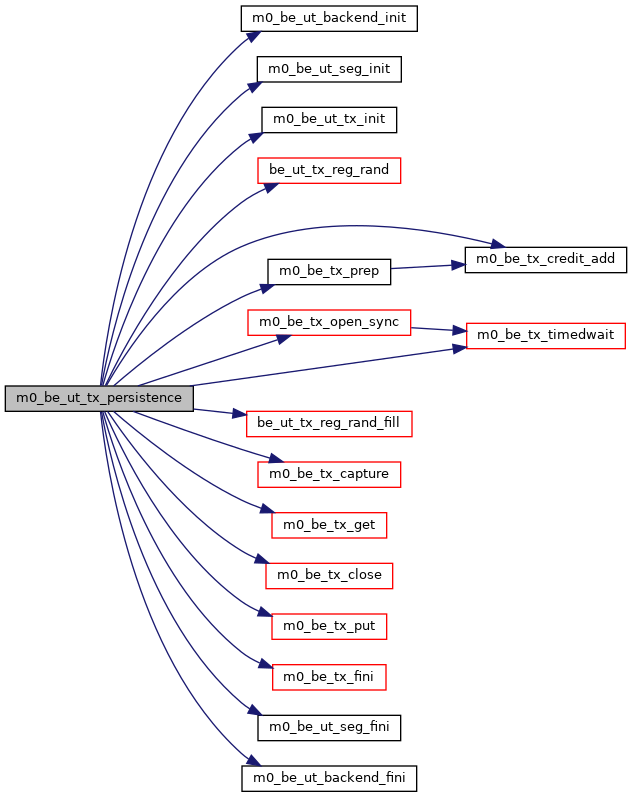 m0_be_ut_backend_init
m0_be_ut_seg_init
m0_be_ut_tx_init
be_ut_tx_reg_rand
m0_be_tx_credit_add
m0_be_tx_prep
m0_be_tx_open_sync
m0_be_tx_timedwait
m0_be_ut_tx_persistence
be_ut_tx_reg_rand_fill
m0_be_tx_capture
m0_be_tx_get
m0_be_tx_close
m0_be_tx_put
m0_be_tx_fini
m0_be_ut_seg_fini
m0_be_ut_backend_fini